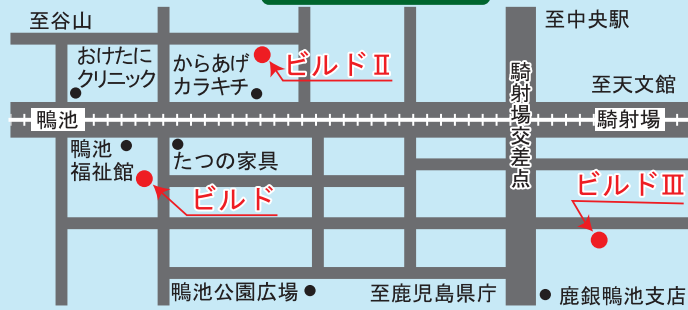 至谷山
至中央駅
おけたに
クリニック
からあげ
カラキチ
ビルドⅡ
至天文館
鴨池
騎射場交差点
騎射場
鴨池
福祉館
たつの家具
ビルド
ビルドⅢ
鴨池公園広場
至鹿児島県庁
鹿銀鴨池支店